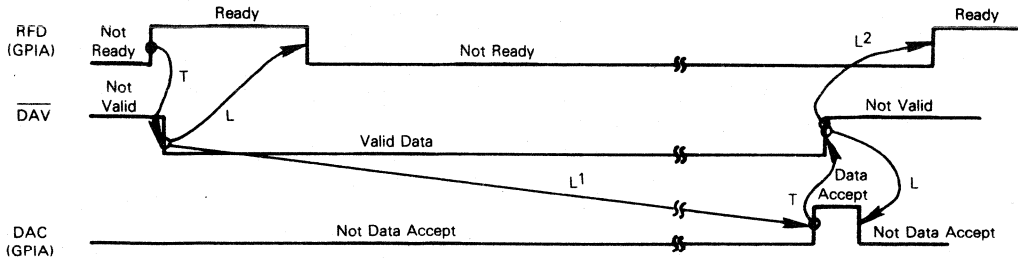 RFD
(GPIA)
Not
Ready
Ready
Not Ready
Ready
T
L
L2
DAV
Not
Valid
Valid Data
Not Valid
L1
T
Data
Accept
L
DAC
(GPIA)
Not Data Accept
Not Data Accept